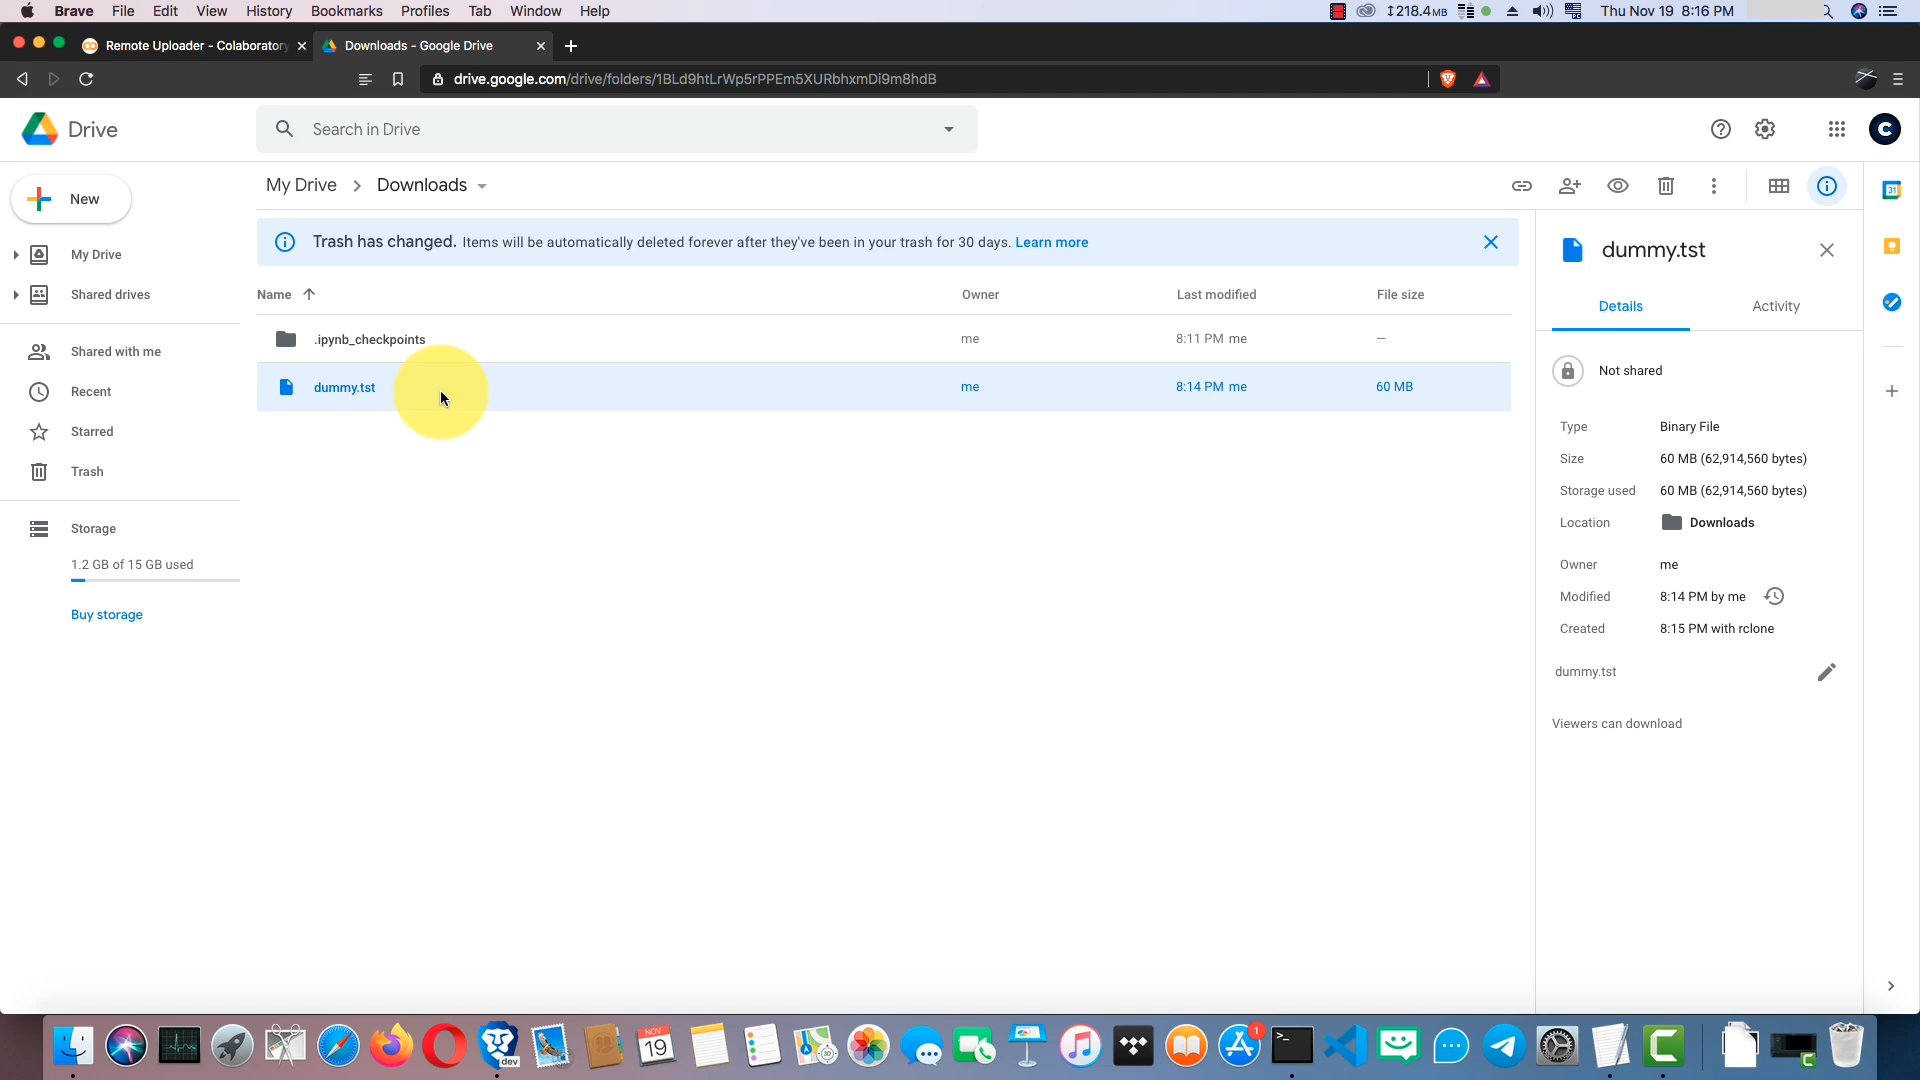 Brave File Edit View History Bookmarks Profiles Tab Window Help 218.4MB Thu Nov 19 8:16 PM
Remote Uploader - Colaboratory Downloads - Google Drive
drive.google.com/drive/folders/1BLd9htLrWp5rPPEm5XURbhxmDi9m8hdB
Drive Search in Drive
My Drive > Downloads
New
Trash has changed. Items will be automatically deleted forever after they've been in your trash for 30 days. Learn more
Name Owner Last modified File size
.ipynb_checkpoints me 8:11 PM me —
dummy.tst me 8:14 PM me 60 MB
My Drive
Shared drives
Shared with me
Recent
Starred
Trash
Storage
1.2 GB of 15 GB used
Buy storage
dummy.tst
Details Activity
Not shared
Type Binary File
Size 60 MB (62,914,560 bytes)
Storage used 60 MB (62,914,560 bytes)
Location Downloads
Owner me
Modified 8:14 PM by me
Created 8:15 PM with rclone
dummy.tst
Viewers can download
31
C
dev
NOV
19
1